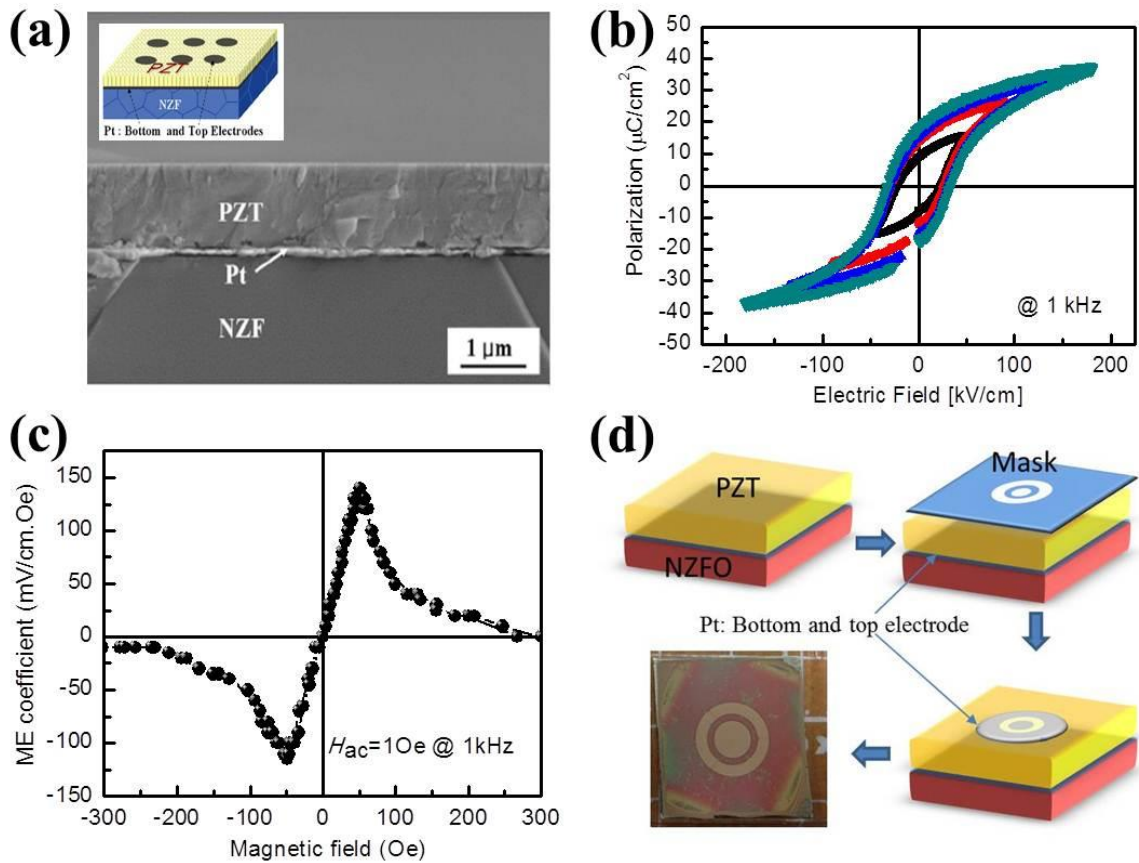 (a)
PZT
NZF
Pt : Bottom and Top Electrodes
PZT
Pt
NZF
1 μm
(b)
Polarization (μC/cm²)
50
40
30
20
10
0
-10
-20
-30
-40
-50
@ 1 kHz
-200 -100 0 100 200
Electric Field [kV/cm]
(c)
ME coefficient (mV/cm.Oe)
150
100
50
0
-50
-100
-150
Hac=1Oe @ 1kHz
-300 -200 -100 0 100 200 300
Magnetic field (Oe)
(d)
PZT
NZFO
Mask
Pt: Bottom and top electrode